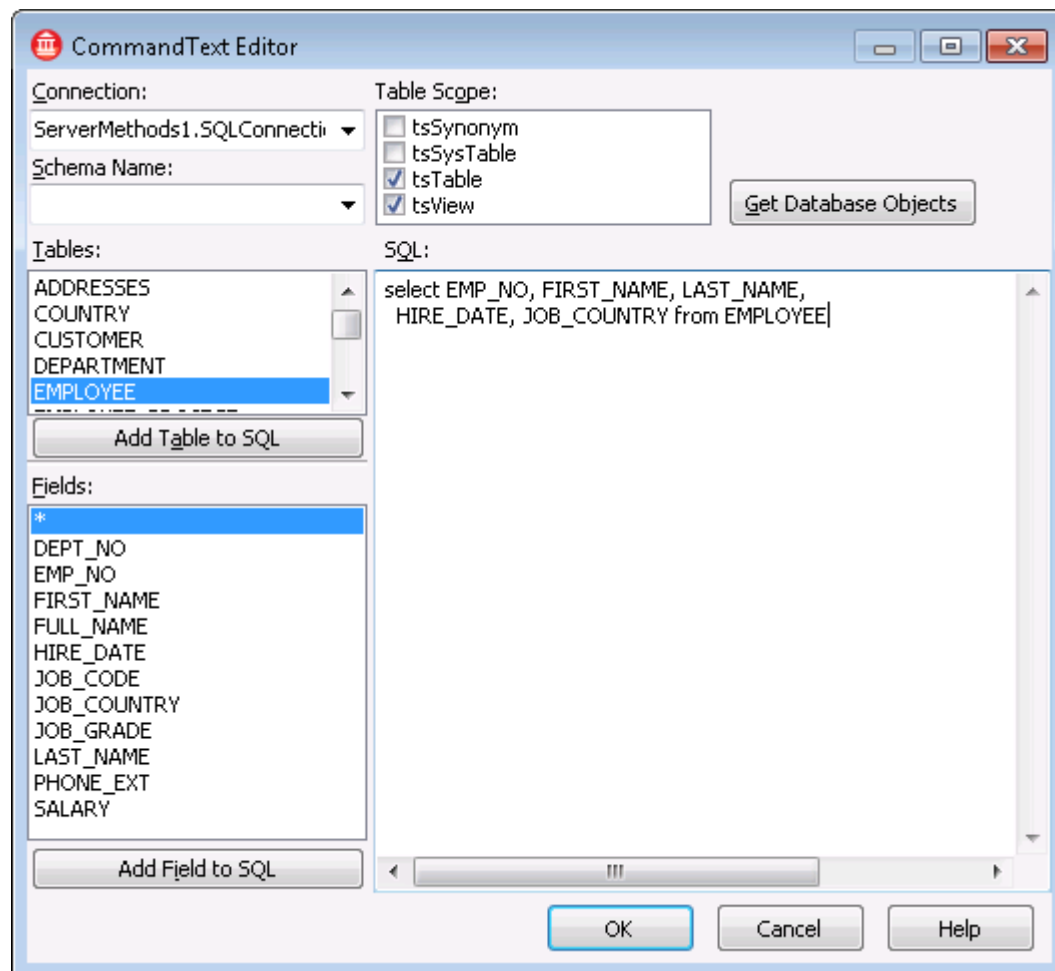 CommandText Editor
Connection:
Table Scope:
ServerMethods1.SQLConnecti
tsSynonym
tsSysTable
tsTable
tsView
Schema Name:
Get Database Objects
Tables:
SQL:
ADDRESSES
COUNTRY
CUSTOMER
DEPARTMENT
EMPLOYEE
select EMP_NO, FIRST_NAME, LAST_NAME,
HIRE_DATE, JOB_COUNTRY from EMPLOYEE
Add Table to SQL
Fields:
*
DEPT_NO
EMP_NO
FIRST_NAME
FULL_NAME
HIRE_DATE
JOB_CODE
JOB_COUNTRY
JOB_GRADE
LAST_NAME
PHONE_EXT
SALARY
Add Field to SQL
OK
Cancel
Help